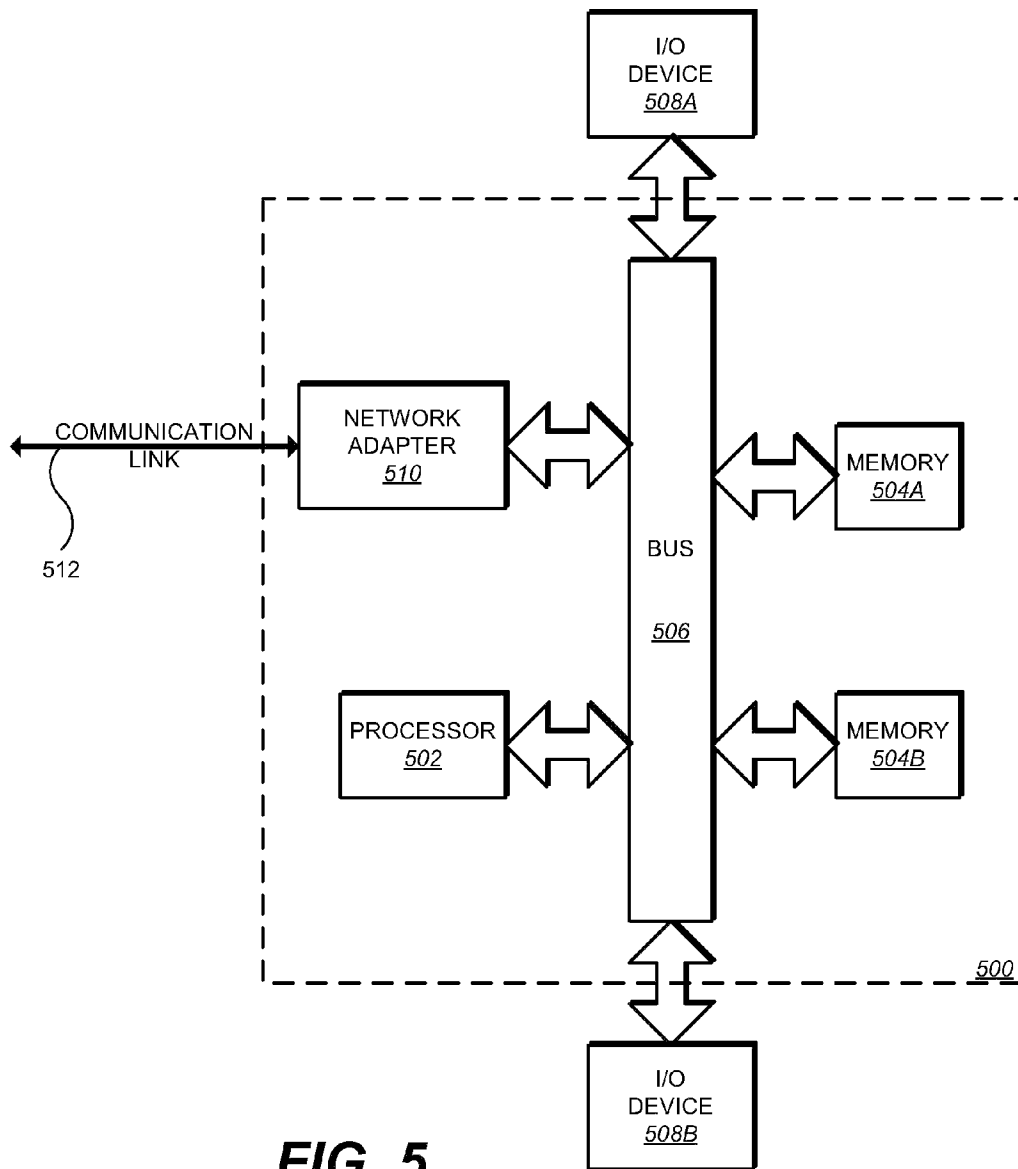 I/O
DEVICE
508A
COMMUNICATION
LINK
512
NETWORK
ADAPTER
510
MEMORY
504A
BUS
506
PROCESSOR
502
MEMORY
504B
500
I/O
DEVICE
508B
FIG. 5